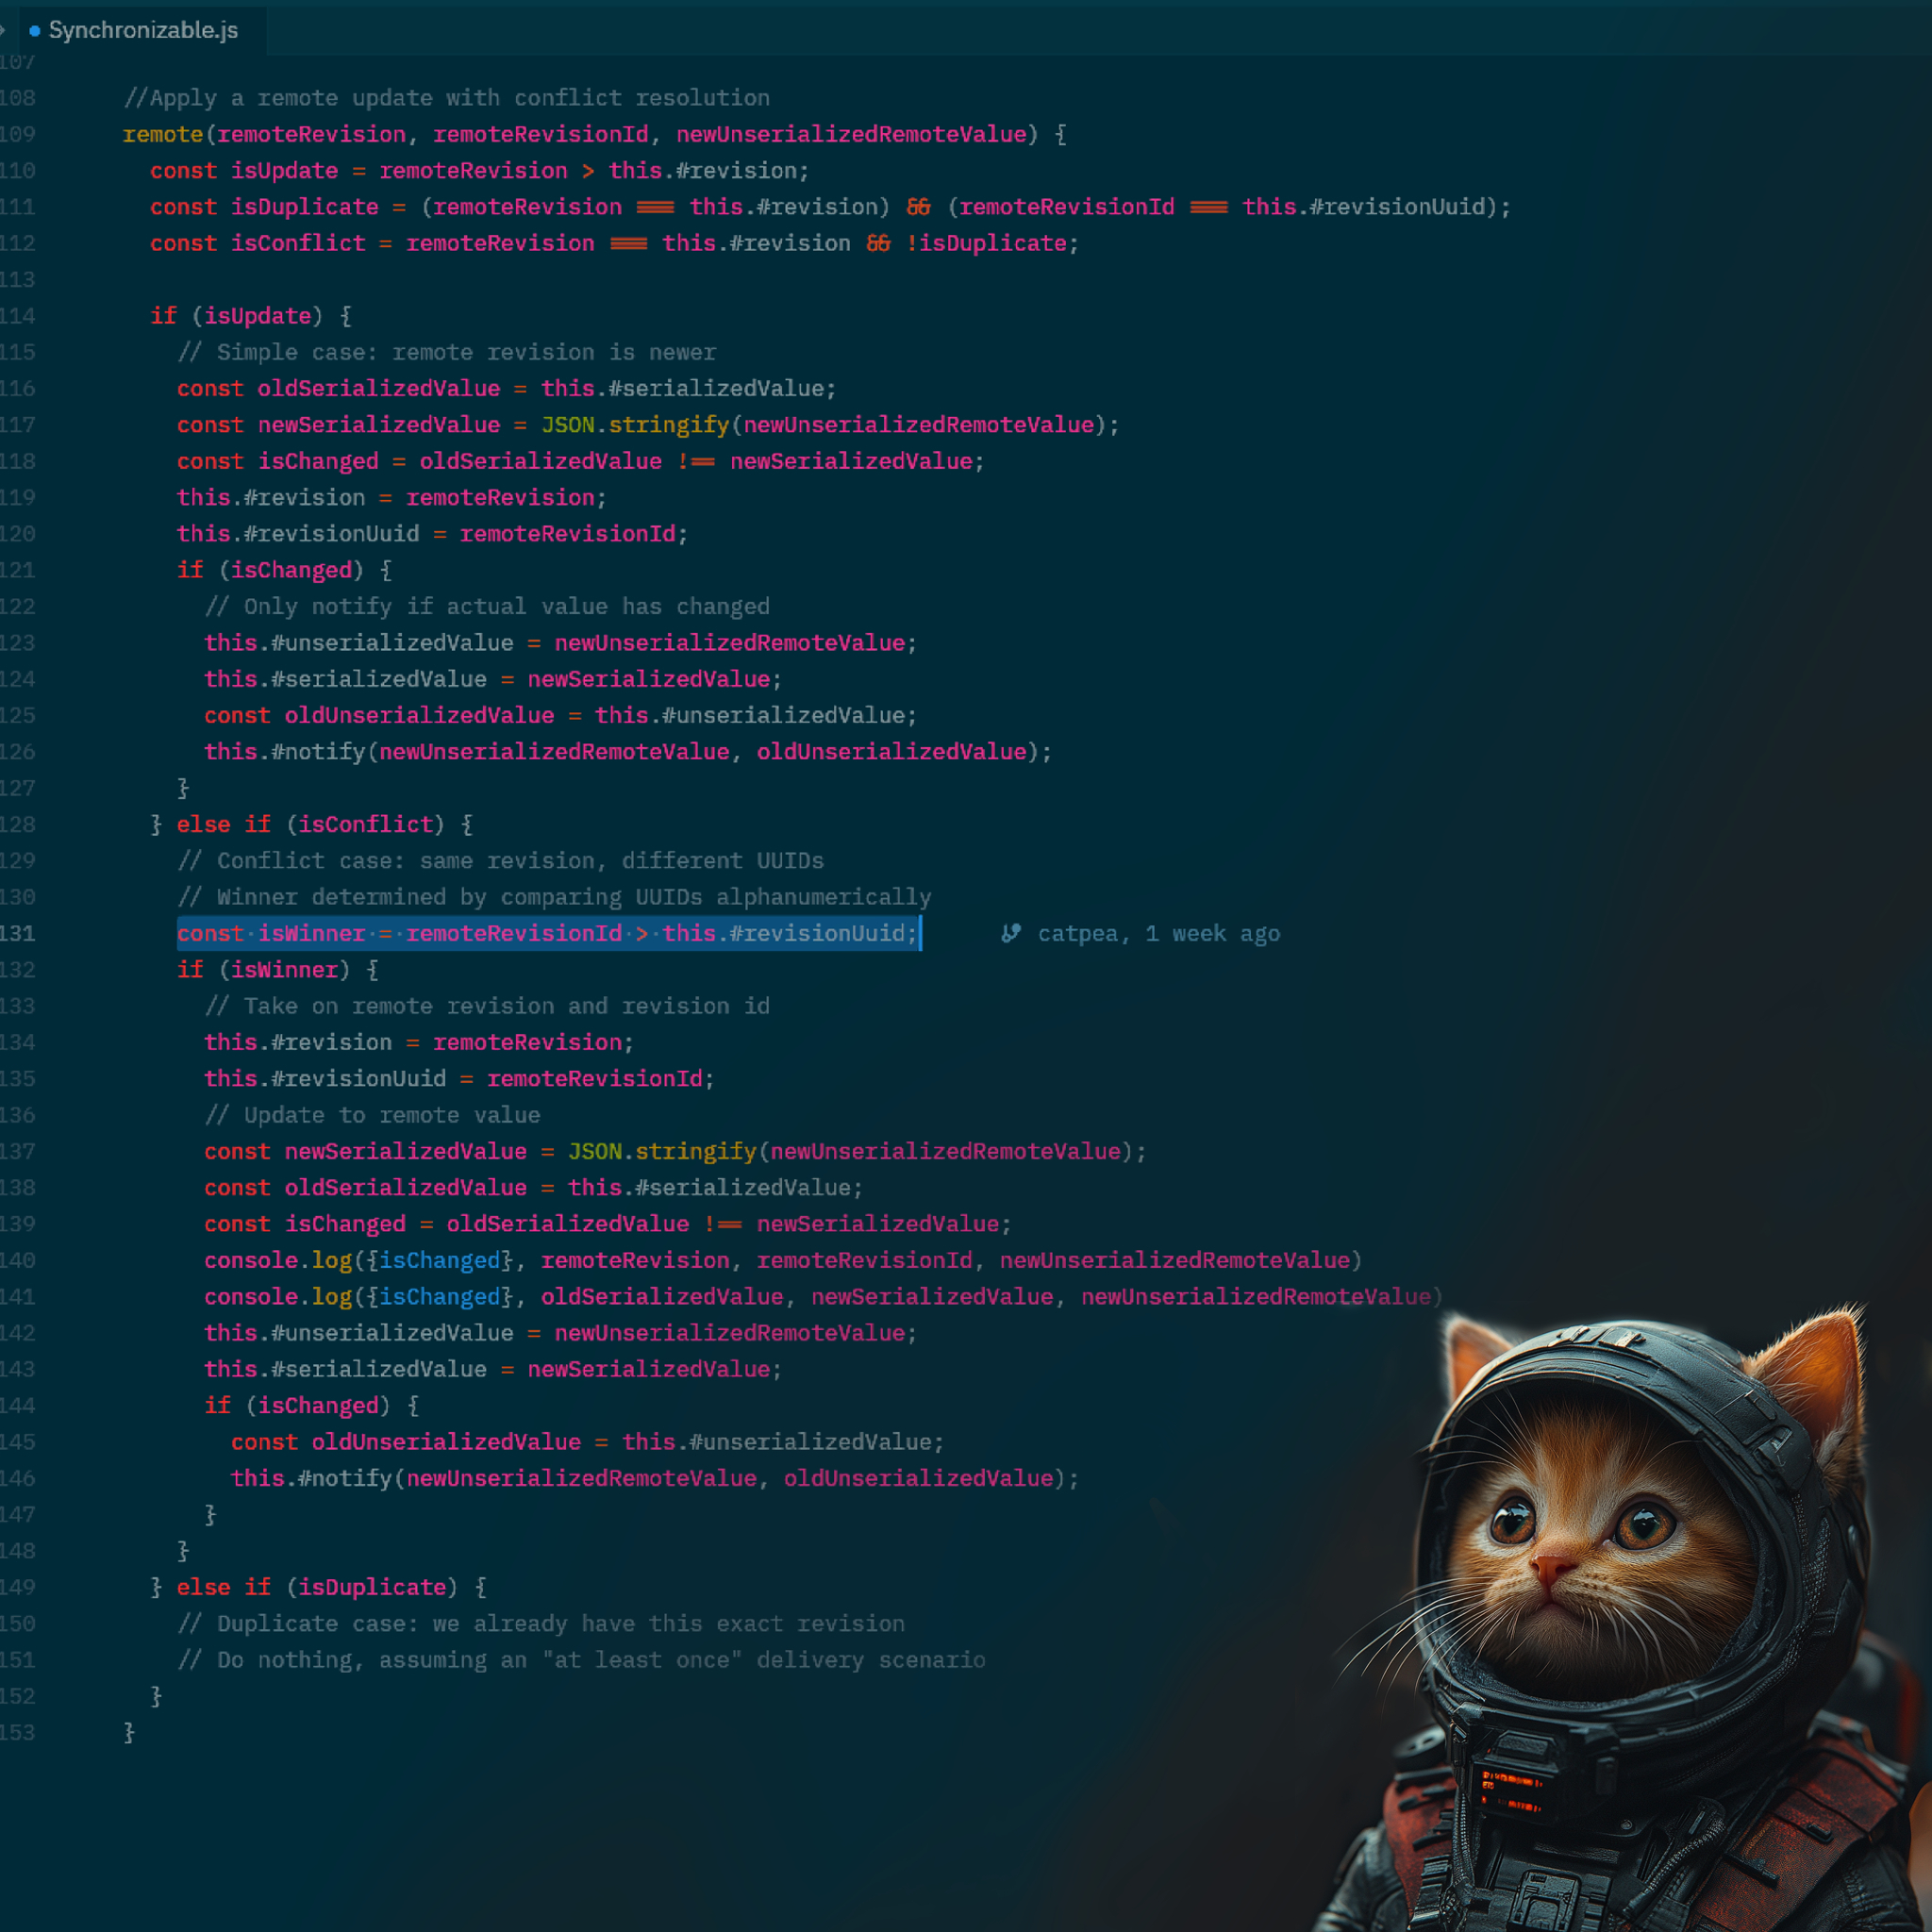 Synchronizable.js
107
108 //Apply a remote update with conflict resolution
109 remote(remoteRevision, remoteRevisionId, newUnserializedRemoteValue) {
110 const isUpdate = remoteRevision > this.#revision;
111 const isDuplicate = (remoteRevision === this.#revision) && (remoteRevisionId === this.#revisionUuid);
112 const isConflict = remoteRevision === this.#revision && !isDuplicate;
113
114 if (isUpdate) {
115 // Simple case: remote revision is newer
116 const oldSerializedValue = this.#serializedValue;
117 const newSerializedValue = JSON.stringify(newUnserializedRemoteValue);
118 const isChanged = oldSerializedValue !== newSerializedValue;
119 this.#revision = remoteRevision;
120 this.#revisionUuid = remoteRevisionId;
121 if (isChanged) {
122 // Only notify if actual value has changed
123 this.#unserializedValue = newUnserializedRemoteValue;
124 this.#serializedValue = newSerializedValue;
125 const oldUnserializedValue = this.#unserializedValue;
126 this.#notify(newUnserializedRemoteValue, oldUnserializedValue);
127 }
128 } else if (isConflict) {
129 // Conflict case: same revision, different UUIDs
130 // Winner determined by comparing UUIDs alphanumerically
131 const isWinner = remoteRevisionId > this.#revisionUuid; catpea, 1 week ago
132 if (isWinner) {
133 // Take on remote revision and revision id
134 this.#revision = remoteRevision;
135 this.#revisionUuid = remoteRevisionId;
136 // Update to remote value
137 const newSerializedValue = JSON.stringify(newUnserializedRemoteValue);
138 const oldSerializedValue = this.#serializedValue;
139 const isChanged = oldSerializedValue !== newSerializedValue;
140 console.log({isChanged}, remoteRevision, remoteRevisionId, newUnserializedRemoteValue)
141 console.log({isChanged}, oldSerializedValue, newSerializedValue, newUnserializedRemoteValue)
142 this.#unserializedValue = newUnserializedRemoteValue;
143 this.#serializedValue = newSerializedValue;
144 if (isChanged) {
145 const oldUnserializedValue = this.#unserializedValue;
146 this.#notify(newUnserializedRemoteValue, oldUnserializedValue);
147 }
148 }
149 } else if (isDuplicate) {
150 // Duplicate case: we already have this exact revision
151 // Do nothing, assuming an "at least once" delivery scenario
152 }
153 }